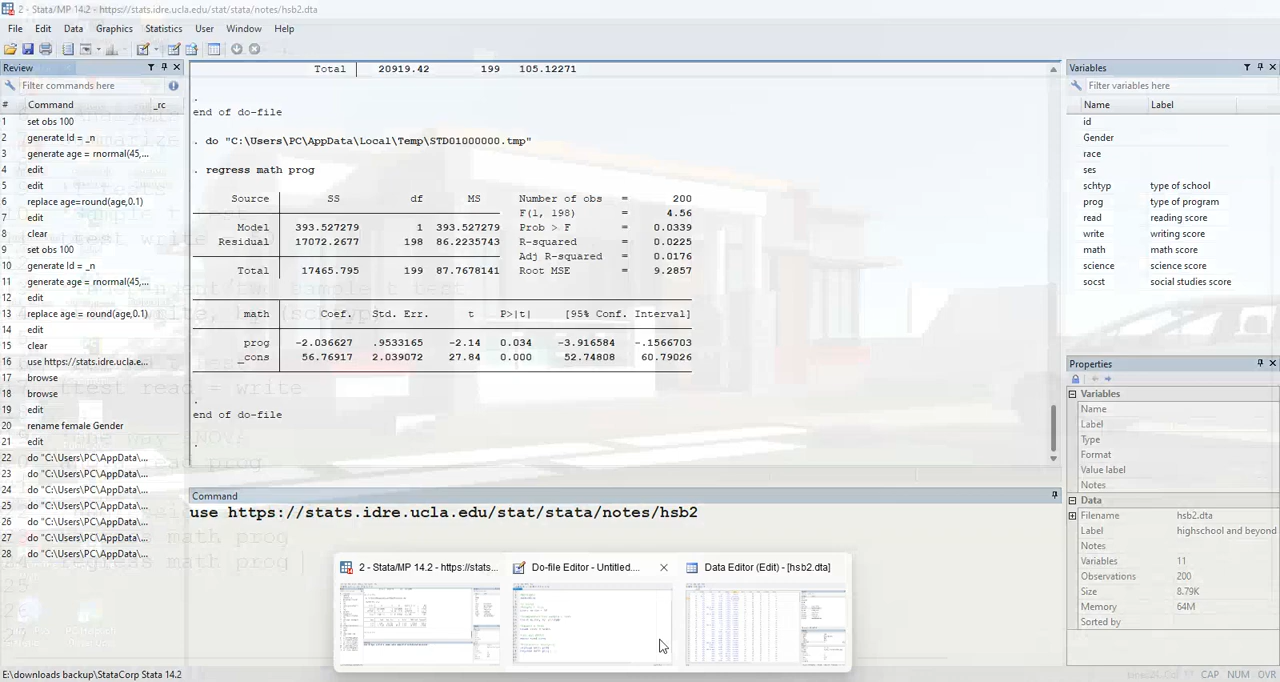 2 - Stata/MP 14.2 - https://stats.idre.ucla.edu/stat/stata/notes/hsb2.dta
File Edit Data Graphics Statistics User Window Help
Review
Filter commands here
# Command _rc
1 set obs 100
2 generate Id = _n
3 generate age = rnormal(45,...
4 edit
5 edit
6 replace age=round(age,0.1)
7 edit
8 clear
9 set obs 100
10 generate Id = _n
11 generate age = rnormal(45,...
12 edit
13 replace age = round(age,0.1)
14 edit
15 clear
16 use https://stats.idre.ucla.e...
17 browse
18 browse
19 edit
20 rename female Gender
21 edit
22 do "C:\Users\PC\AppData\...
23 do "C:\Users\PC\AppData\...
24 do "C:\Users\PC\AppData\...
25 do "C:\Users\PC\AppData\...
26 do "C:\Users\PC\AppData\...
27 do "C:\Users\PC\AppData\...
28 do "C:\Users\PC\AppData\...
Total 20919.42 199 105.12271
.
end of do-file
. do "C:\Users\PC\AppData\Local\Temp\STD01000000.tmp"
. regress math prog
Source SS df MS Number of obs = 200
F(1, 198) = 4.56
Model 393.527279 1 393.527279 Prob > F = 0.0339
Residual 17072.2677 198 86.2235743 R-squared = 0.0225
Adj R-squared = 0.0176
Total 17465.795 199 87.7678141 Root MSE = 9.2857
math Coef. Std. Err. t P>|t| [95% Conf. Interval]
prog -2.036627 .9533165 -2.14 0.034 -3.916584 -.1566703
_cons 56.76917 2.039072 27.84 0.000 52.74808 60.79026
.
end of do-file
.
Command
use https://stats.idre.ucla.edu/stat/stata/notes/hsb2
2 - Stata/MP 14.2 - https://stats... Do-file Editor - Untitled.... Data Editor (Edit) - [hsb2.dta]
Variables
Filter variables here
Name Label
id
Gender
race
ses
schtyp type of school
prog type of program
read reading score
write writing score
math math score
science science score
socst social studies score
Properties
Variables
Name
Label
Type
Format
Value label
Notes
Data
Filename hsb2.dta
Label highschool and beyond
Notes
Variables 11
Observations 200
Size 8.79K
Memory 64M
Sorted by
E:\downloads backup\StataCorp Stata 14.2
CAP NUM OVR